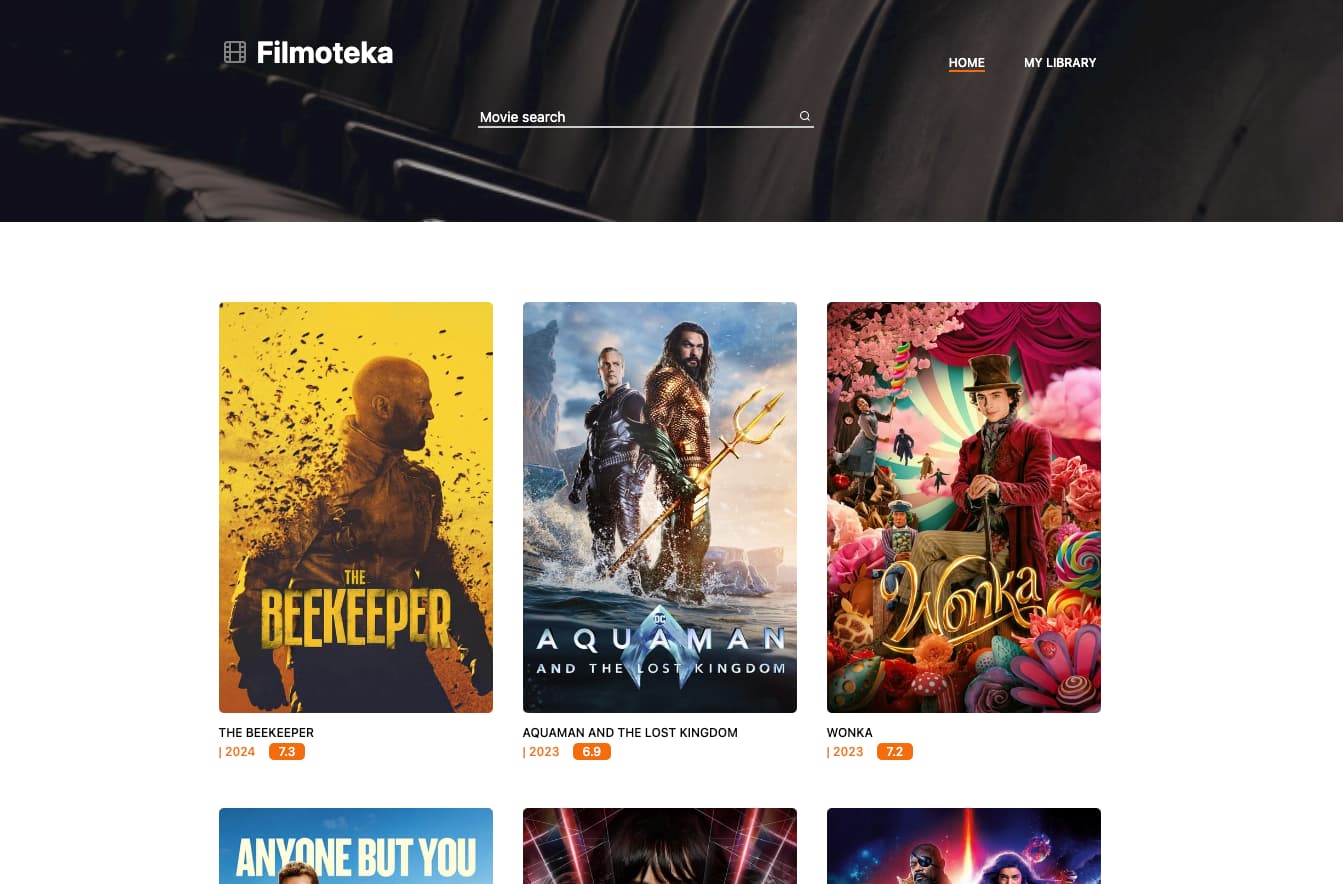 Filmoteka
HOME
MY LIBRARY
Movie search
THE
BEEKEEPER
DC
AQUAMAN
AND THE LOST KINGDOM
Wonka
THE BEEKEEPER
| 2024 7.3
AQUAMAN AND THE LOST KINGDOM
| 2023 6.9
WONKA
| 2023 7.2
ANYONE BUT YOU